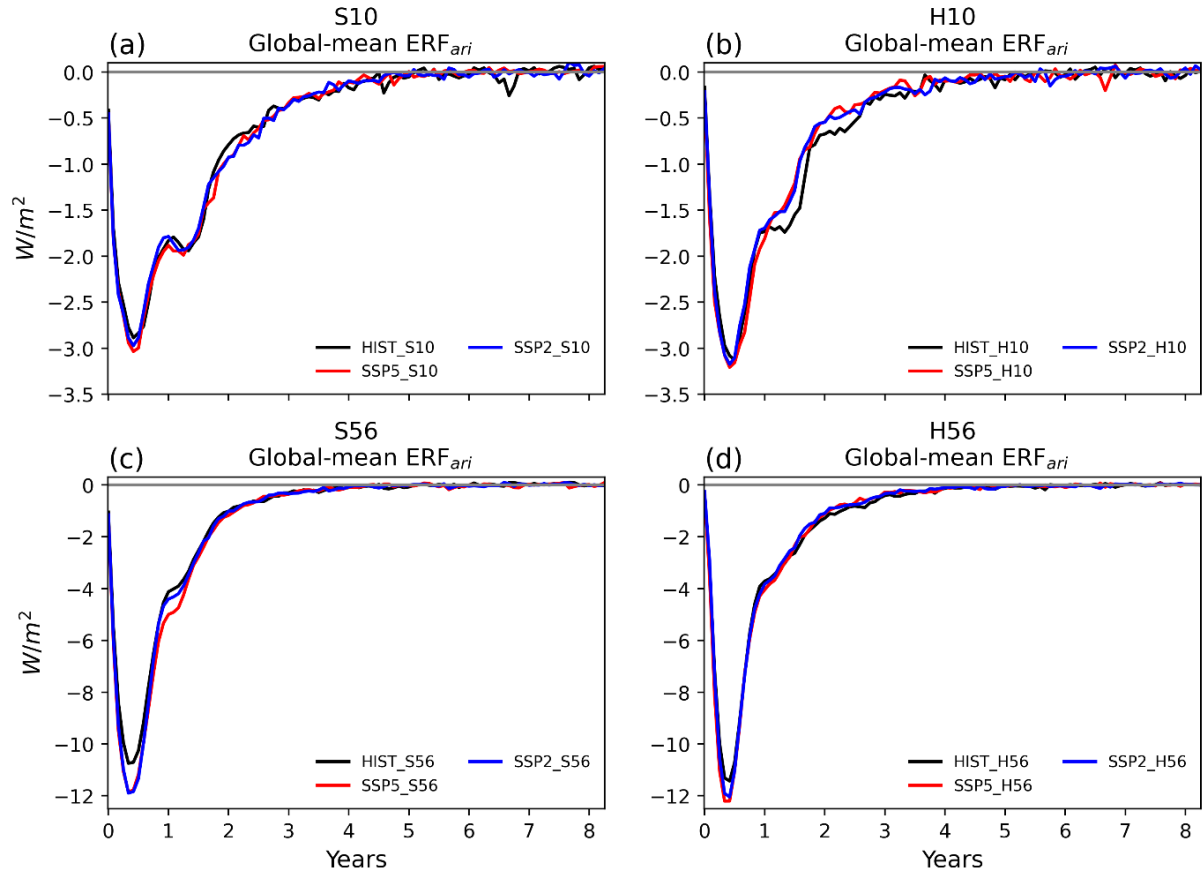 S10
(a) Global-mean ERF_ari
0.0
−0.5
−1.0
−1.5
−2.0
−2.5
−3.0
−3.5
W/m²
HIST_S10 SSP2_S10
SSP5_S10
H10
(b) Global-mean ERF_ari
0.0
−0.5
−1.0
−1.5
−2.0
−2.5
−3.0
−3.5
HIST_H10 SSP2_H10
SSP5_H10
S56
(c) Global-mean ERF_ari
0
−2
−4
−6
−8
−10
−12
W/m²
HIST_S56 SSP2_S56
SSP5_S56
0 1 2 3 4 5 6 7 8
Years
H56
(d) Global-mean ERF_ari
0
−2
−4
−6
−8
−10
−12
HIST_H56 SSP2_H56
SSP5_H56
0 1 2 3 4 5 6 7 8
Years